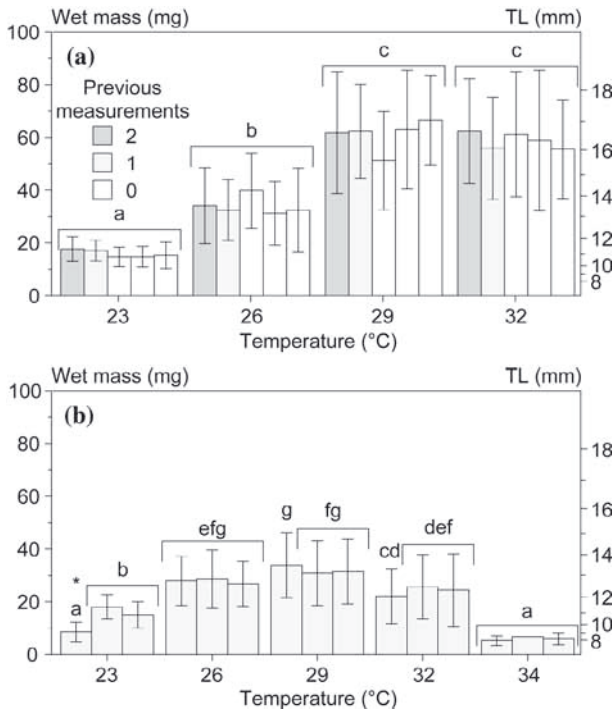 Wet mass (mg) TL (mm)
100 (a) c c
Previous
measurements
2
1
0
b
a
80
60
40
20
0
18
16
14
12
10
8
23 26 29 32
Temperature (°C)
Wet mass (mg) TL (mm)
100 (b)
80
60
40
20
0
* a b efg g fg cd def a
18
16
14
12
10
8
23 26 29 32 34
Temperature (°C)